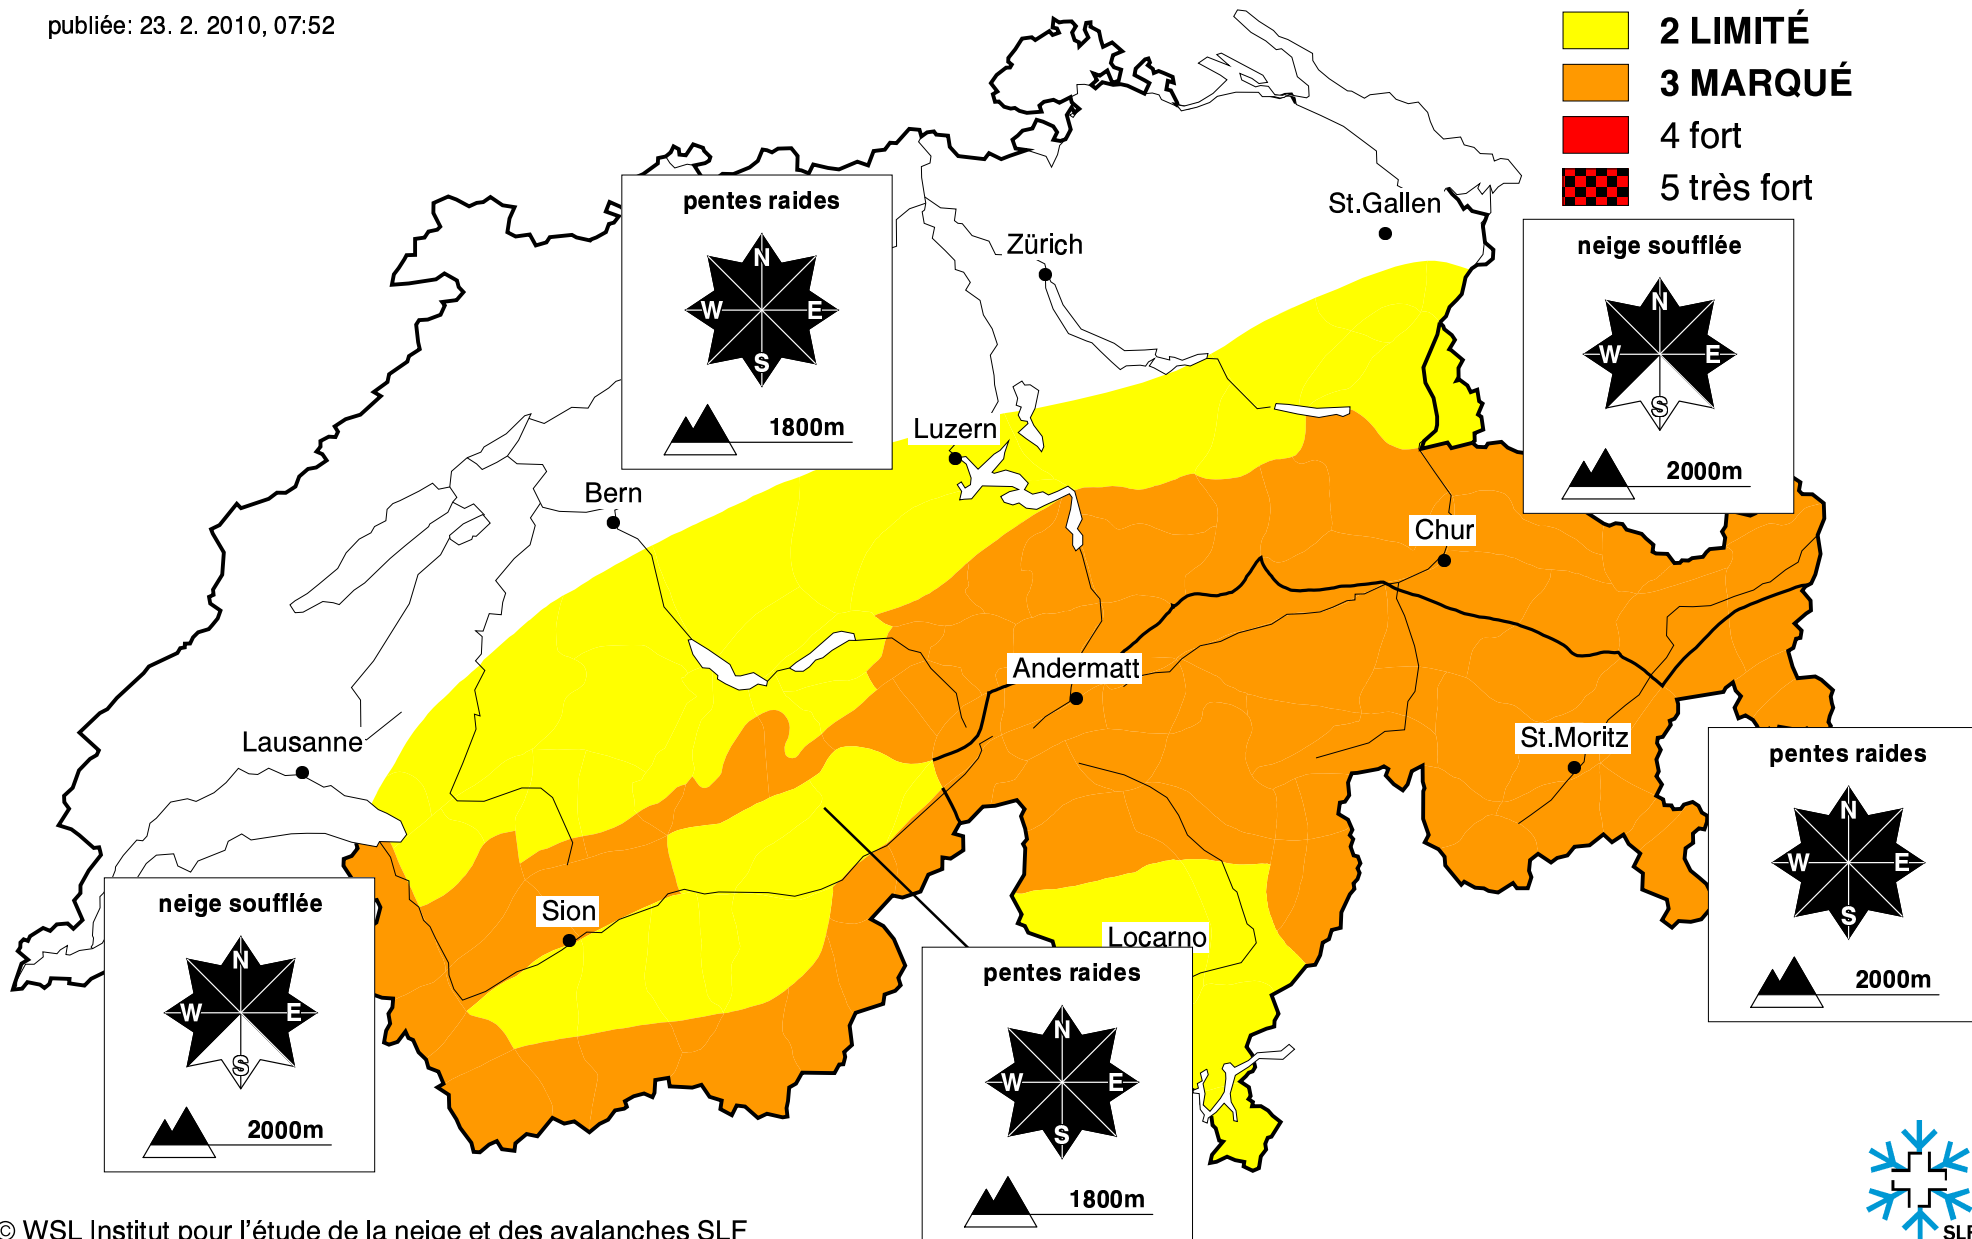 publiée: 23. 2. 2010, 07:52
2 LIMITÉ
3 MARQUÉ
4 fort
5 très fort
St.Gallen
Zürich
pentes raides
N
W E
S
1800m
neige soufflée
N
W E
S
2000m
Luzern
Bern
Chur
Andermatt
St.Moritz
Lausanne
pentes raides
N
W E
S
2000m
Sion
Locarno
neige soufflée
N
W E
S
2000m
pentes raides
N
W E
S
1800m
© WSL Institut pour l'étude de la neige et des avalanches SLF
SLF